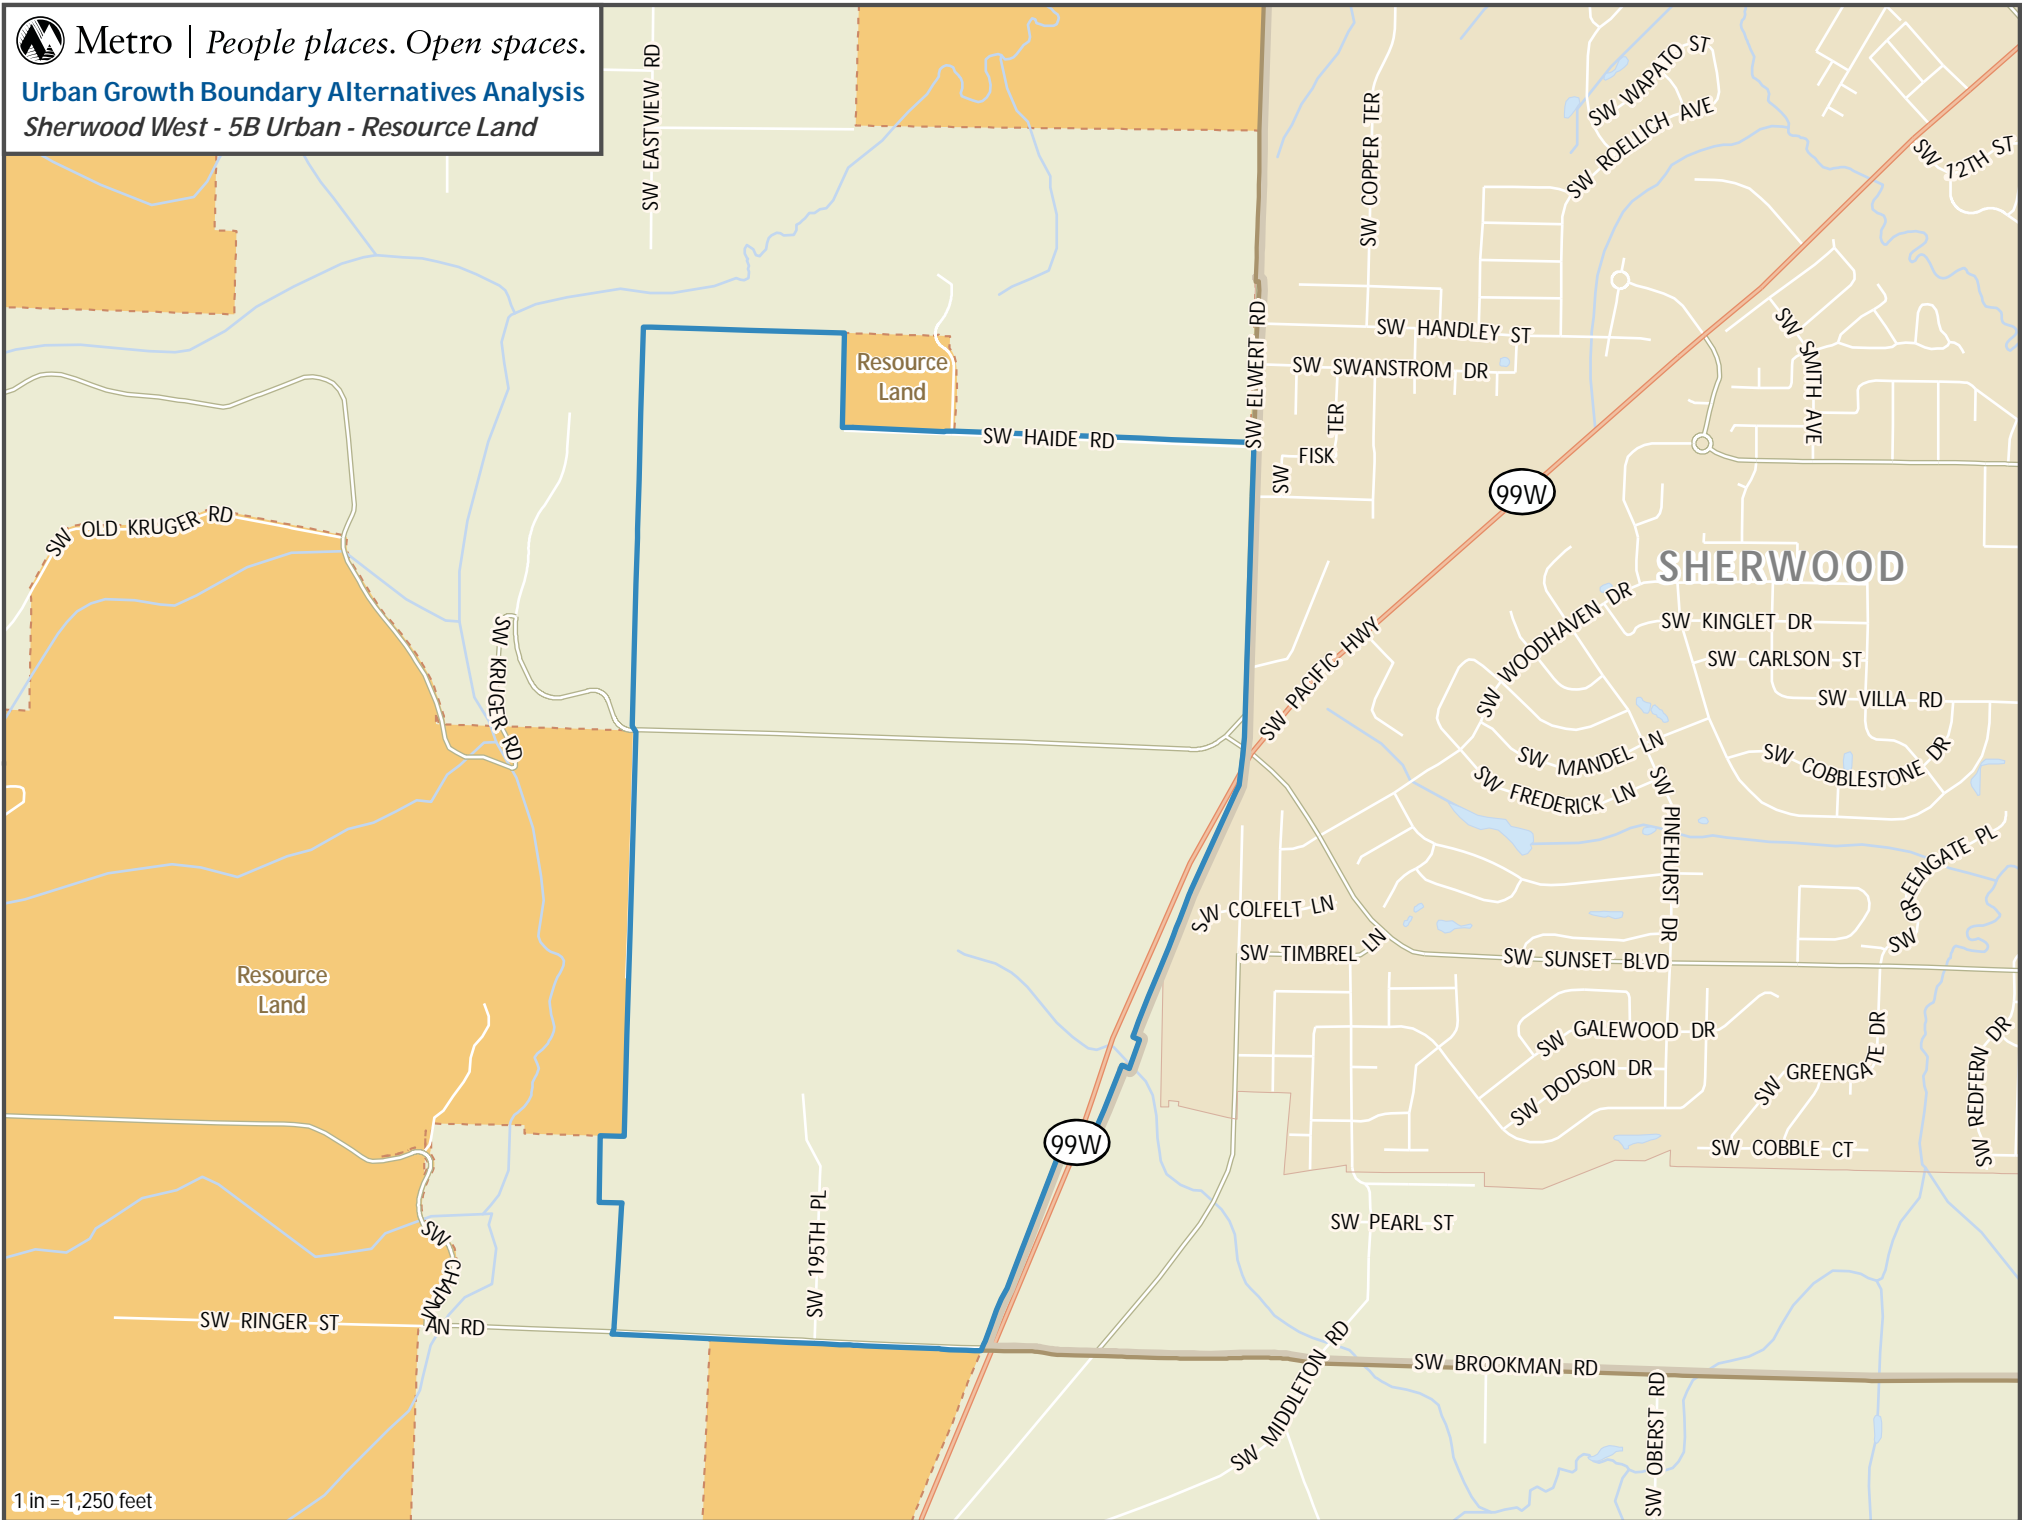 Metro | People places. Open spaces.
Urban Growth Boundary Alternatives Analysis
Sherwood West - 5B Urban - Resource Land
SW EASTVIEW RD
SW COPPER TER
SW WAPATO ST
SW ROELLICH AVE
SW 12TH ST
SW ELWERT RD
SW HANDLEY ST
SW SWANSTROM DR
SW SMITH AVE
Resource
Land
SW HAIDE RD
SW FISK TER
99W
SW OLD KRUGER RD
SHERWOOD
SW KRUGER RD
SW PACIFIC HWY
SW WOODHAVEN DR
SW KINGLET DR
SW CARLSON ST
SW VILLA RD
SW MANDEL LN
SW COBBLESTONE DR
SW FREDERICK LN
SW PINEHURST DR
SW GREENGATE PL
SW COLFELT LN
SW TIMBREL LN
SW SUNSET BLVD
Resource
Land
SW GALEWOOD DR
SW DODSON DR
SW GREENGATE DR
SW REDFERN DR
99W
SW COBBLE CT
SW 195TH PL
SW PEARL ST
SW CHAPMAN RD
SW RINGER ST
SW MIDDLETON RD
SW BROOKMAN RD
SW OBERST RD
1 in = 1,250 feet